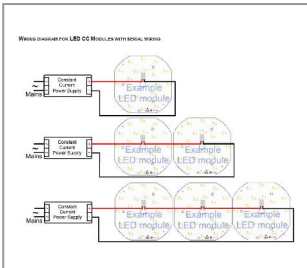 WIRING DIAGRAM FOR LED CC MODULES WITH SERIAL WIRING
Mains
Constant
Current
Power Supply
Example
LED module
Mains
Constant
Current
Power Supply
Example
LED module
Example
LED module
Mains
Constant
Current
Power Supply
Example
LED module
Example
LED module
Example
LED module